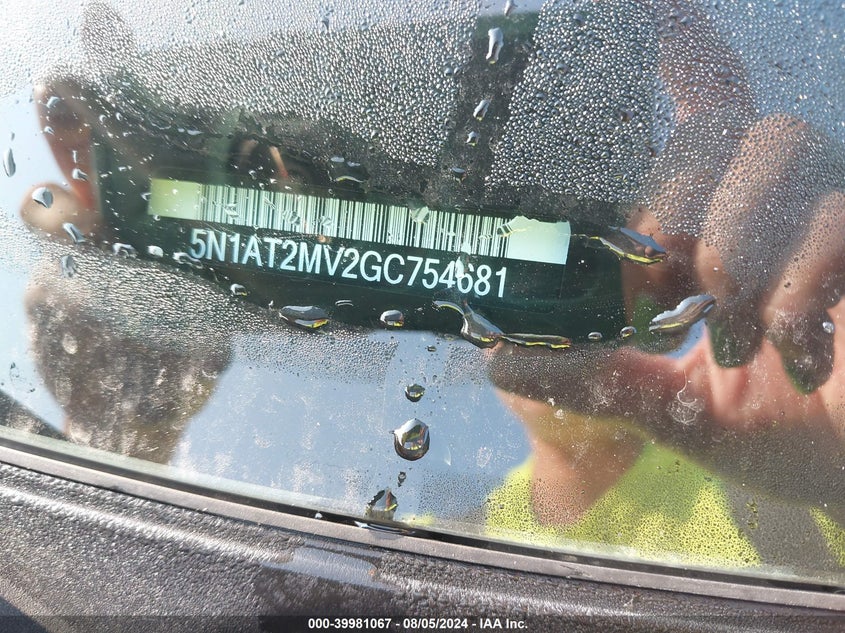 5N1AT2MV2GC754681
000-39981067 - 08/05/2024 - IAA Inc.